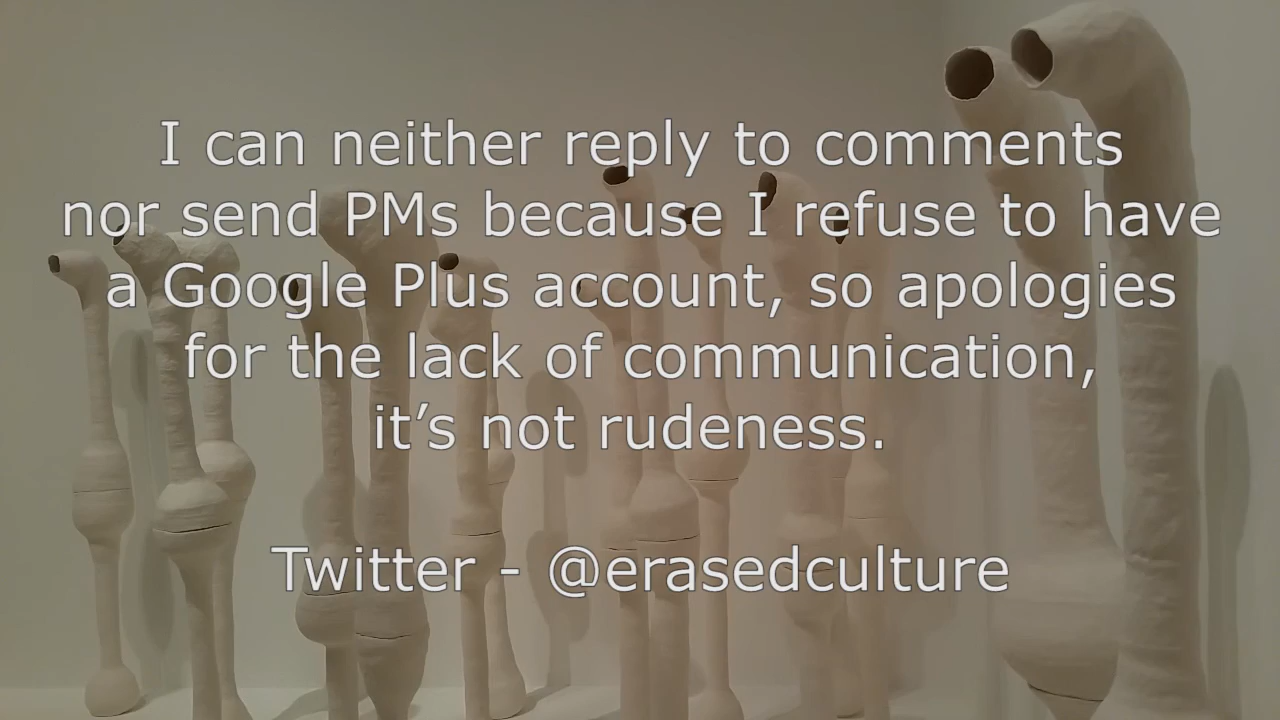 I can neither reply to comments
nor send PMs because I refuse to have
a Google Plus account, so apologies
for the lack of communication,
it’s not rudeness.
Twitter - @erasedculture